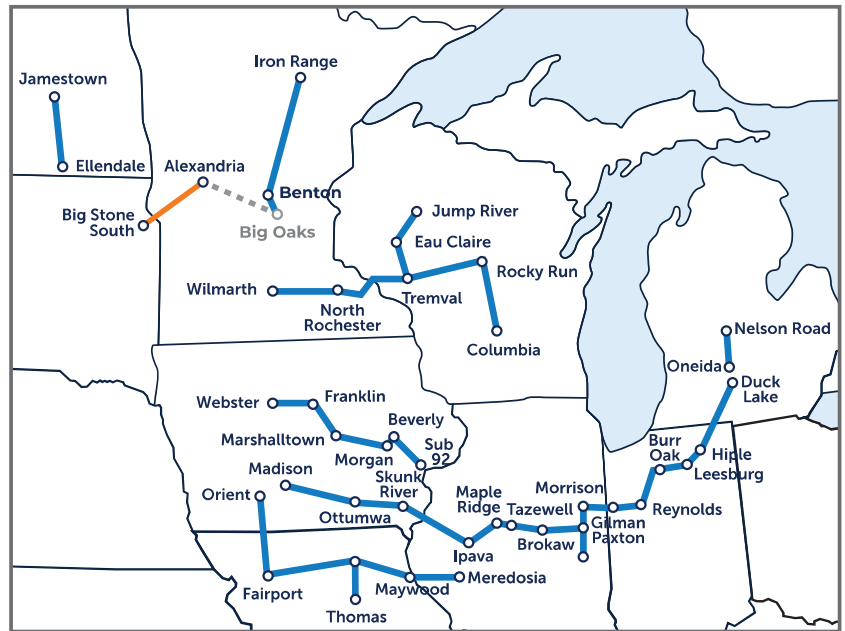 Iron Range
Jamestown
Ellendale
Alexandria
Benton
Big Stone
South
Big Oaks
Jump River
Eau Claire
Rocky Run
Wilmarth
North
Rochester
Tremval
Columbia
Nelson Road
Oneida
Duck
Lake
Webster
Franklin
Beverly
Marshalltown
Morgan
Sub
92
Burr
Oak
Hiple
Leesburg
Madison
Skunk
River
Orient
Ottumwa
Maple
Ridge
Tazewell
Morrison
Reynolds
Gilman
Paxton
Brokaw
Ipava
Fairport
Maywood
Meredosia
Thomas